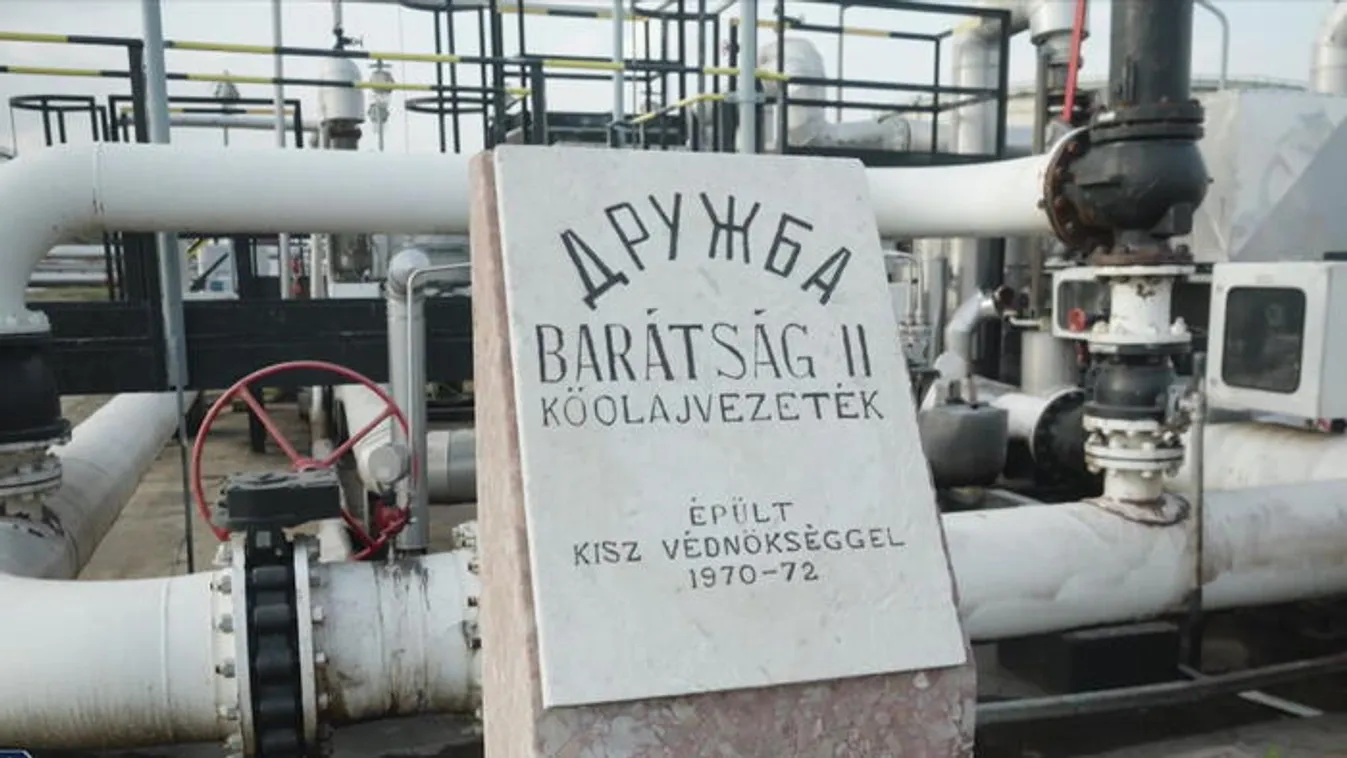 ДРУЖБА
BARÁTSÁG II
KŐOLAJVEZETÉK
ÉPÜLT
KISZ VÉDNÖKSÉGGEL
1970-72